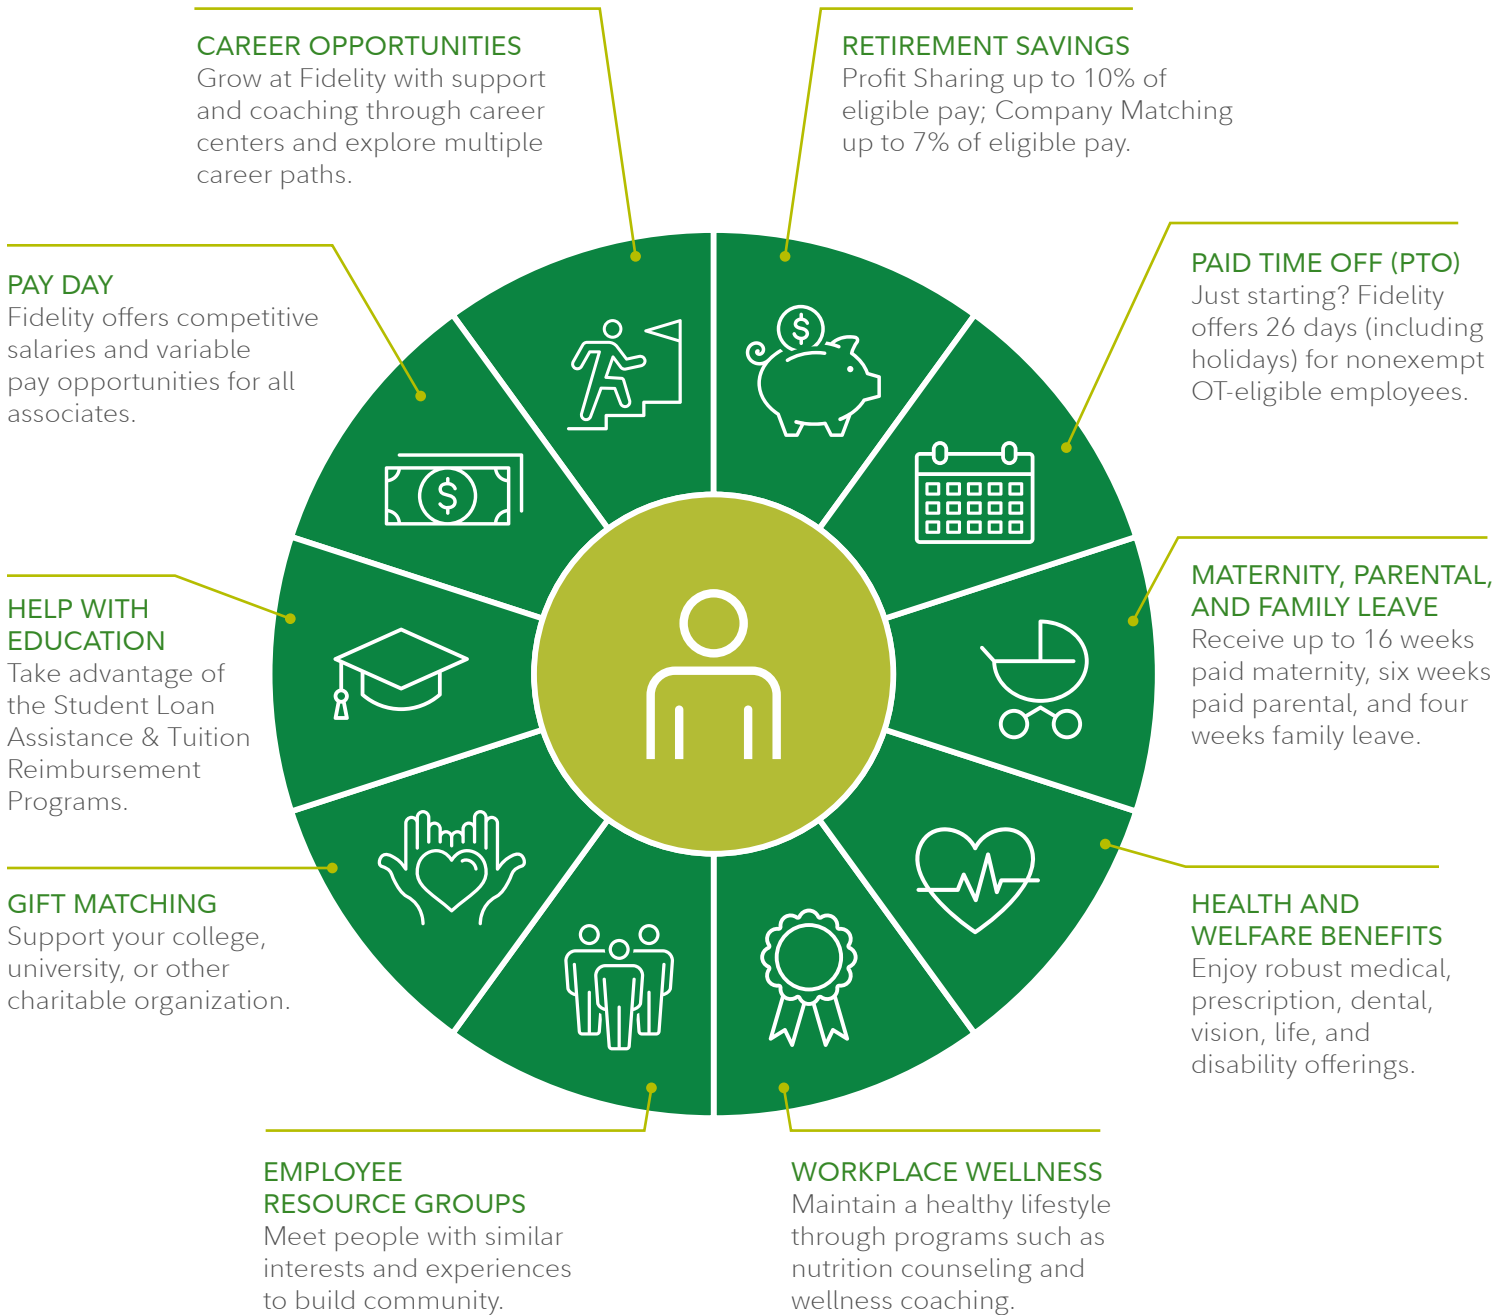 CAREER OPPORTUNITIES
Grow at Fidelity with support
and coaching through career
centers and explore multiple
career paths.
RETIREMENT SAVINGS
Profit Sharing up to 10% of
eligible pay; Company Matching
up to 7% of eligible pay.
PAID TIME OFF (PTO)
Just starting? Fidelity
offers 26 days (including
holidays) for nonexempt
OT-eligible employees.
MATERNITY, PARENTAL,
AND FAMILY LEAVE
Receive up to 16 weeks
paid maternity, six weeks
paid parental, and four
weeks family leave.
HEALTH AND
WELFARE BENEFITS
Enjoy robust medical,
prescription, dental,
vision, life, and
disability offerings.
WORKPLACE WELLNESS
Maintain a healthy lifestyle
through programs such as
nutrition counseling and
wellness coaching.
EMPLOYEE
RESOURCE GROUPS
Meet people with similar
interests and experiences
to build community.
GIFT MATCHING
Support your college,
university, or other
charitable organization.
HELP WITH
EDUCATION
Take advantage of
the Student Loan
Assistance & Tuition
Reimbursement
Programs.
PAY DAY
Fidelity offers competitive
salaries and variable
pay opportunities for all
associates.
$
$